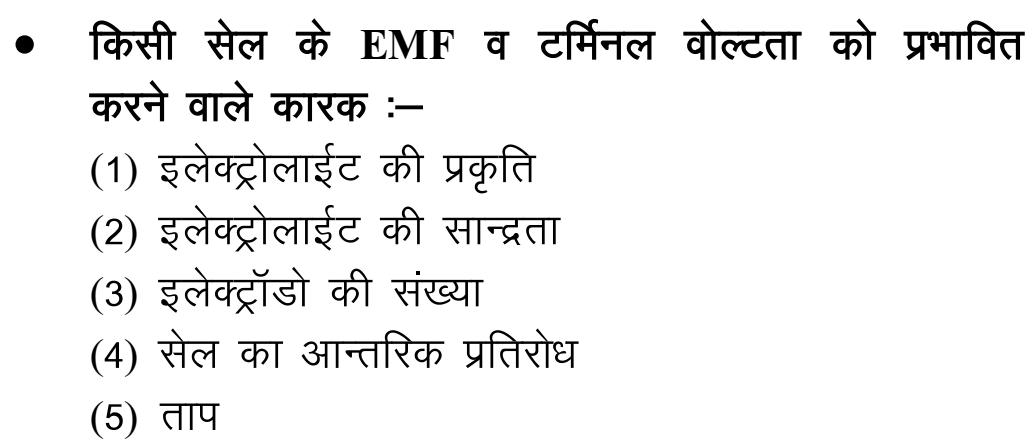 • किसी सेल के EMF व टर्मिनल वोल्टता को प्रभावित
करने वाले कारक :–
(1) इलेक्ट्रोलाईट की प्रकृति
(2) इलेक्ट्रोलाईट की सान्द्रता
(3) इलेक्ट्रॉडो की संख्या
(4) सेल का आन्तरिक प्रतिरोध
(5) ताप